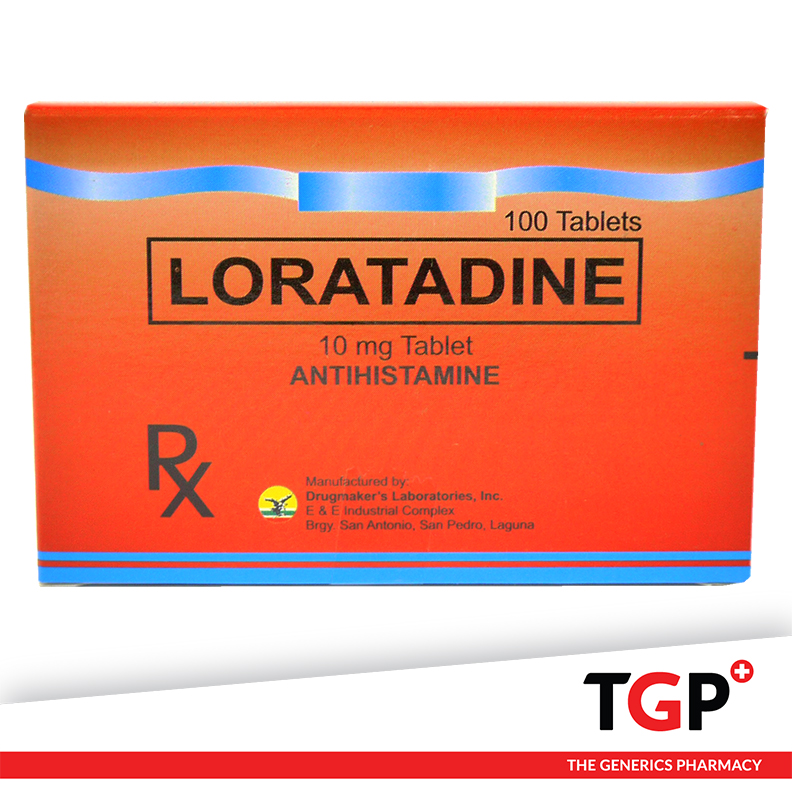 100 Tablets
LORATADINE
10 mg Tablet
ANTIHISTAMINE
Rx
Manufactured by:
Drugmaker's Laboratories, Inc.
E & E Industrial Complex
Brgy. San Antonio, San Pedro, Laguna
TGP
THE GENERICS PHARMACY